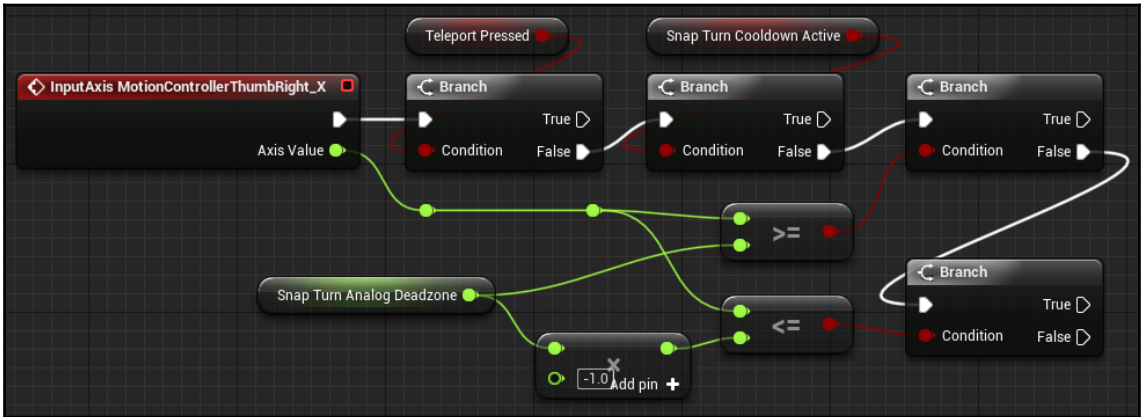 Teleport Pressed
Snap Turn Cooldown Active
InputAxis MotionControllerThumbRight_X
Branch
Branch
Branch
True
True
True
Axis Value
Condition
False
Condition
False
Condition
False
>=
Branch
Snap Turn Analog Deadzone
True
<=
Condition
False
×
-1.0
Add pin +